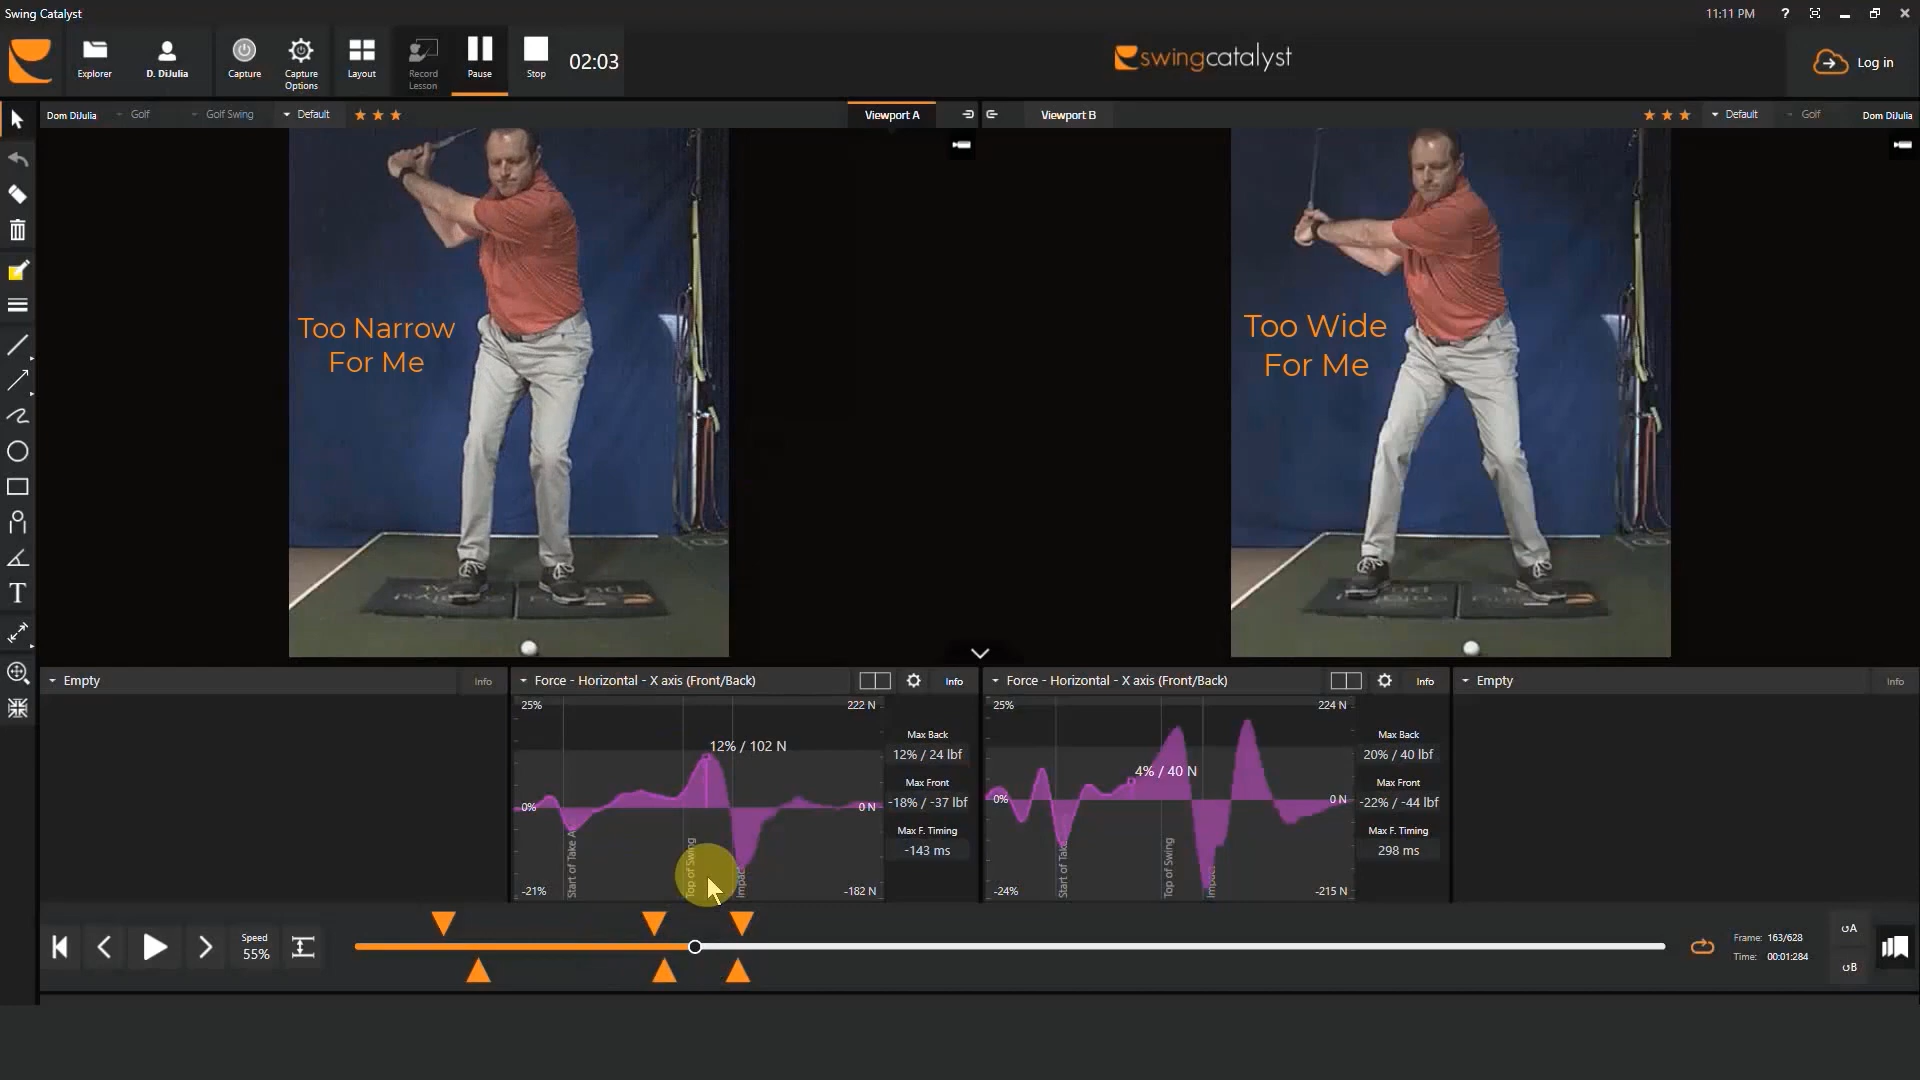 Swing Catalyst
11:11 PM
?
Explorer
D. DiJulia
Capture
Capture
Options
Layout
Record
Lesson
Pause
Stop
02:03
swingcatalyst
Log in
Dom DiJulia
Golf
Golf Swing
Default
Viewport A
Viewport B
Default
Golf
Dom DiJulia
Too Narrow
For Me
Too Wide
For Me
T
Empty
Info
Force - Horizontal - X axis (Front/Back)
Info
Force - Horizontal - X axis (Front/Back)
Info
Empty
Info
25%
222 N
12% / 102 N
0%
0 N
-21%
-182 N
Start of Take A
Top of Swing
Impact
Max Back
12% / 24 lbf
Max Front
-18% / -37 lbf
Max F. Timing
-143 ms
25%
224 N
4% / 40 N
0%
0 N
-24%
-215 N
Start of Take
Top of Swing
Impact
Max Back
20% / 40 lbf
Max Front
-22% / -44 lbf
Max F. Timing
298 ms
Speed
55%
Frame: 163/628
Time: 00:01:284
A
B